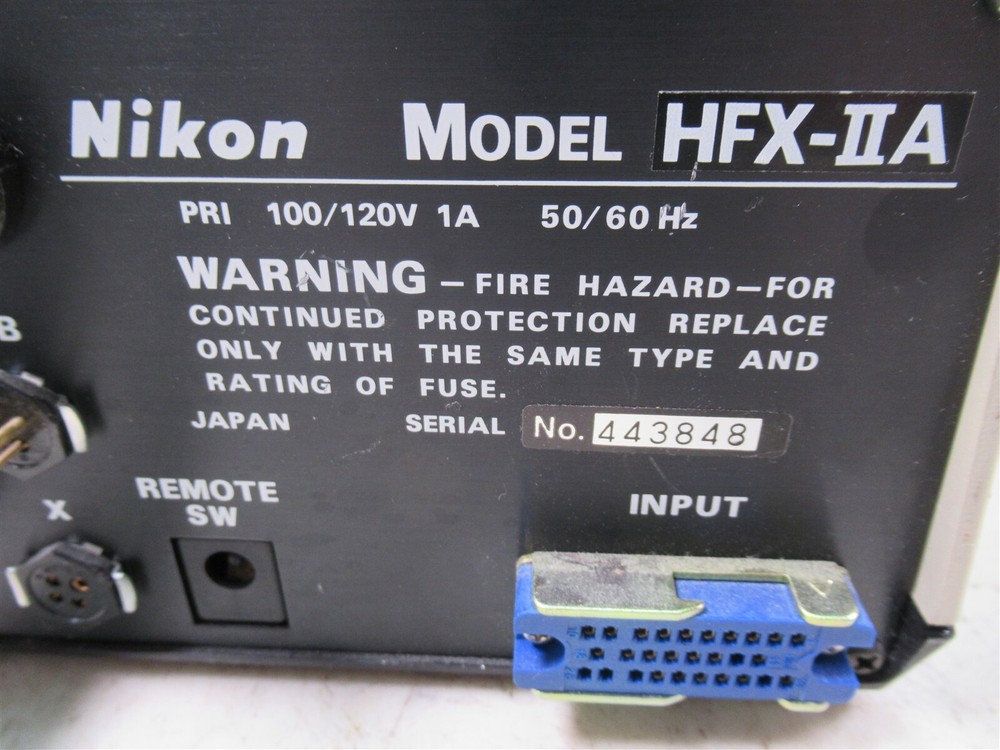 Nikon MODEL HFX-IIA
PRI 100/120V 1A 50/60 Hz
WARNING — FIRE HAZARD — FOR
CONTINUED PROTECTION REPLACE
ONLY WITH THE SAME TYPE AND
RATING OF FUSE.
JAPAN SERIAL No. 443848
B
REMOTE
SW
X
INPUT